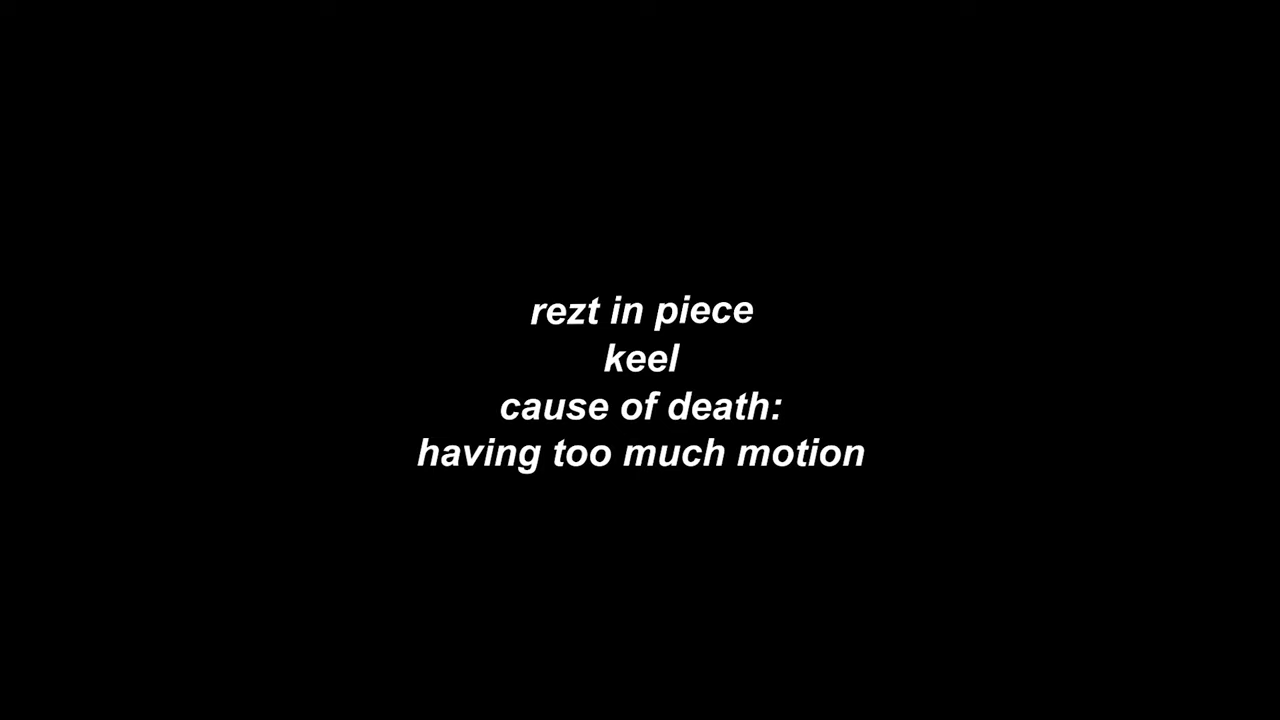 rezt in piece
keel
cause of death:
having too much motion